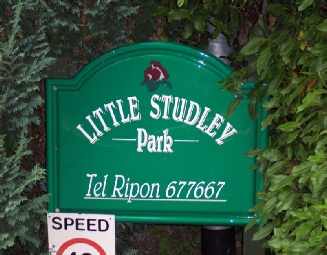 LITTLE STUDLEY
Park
Tel Ripon 677667
SPEED